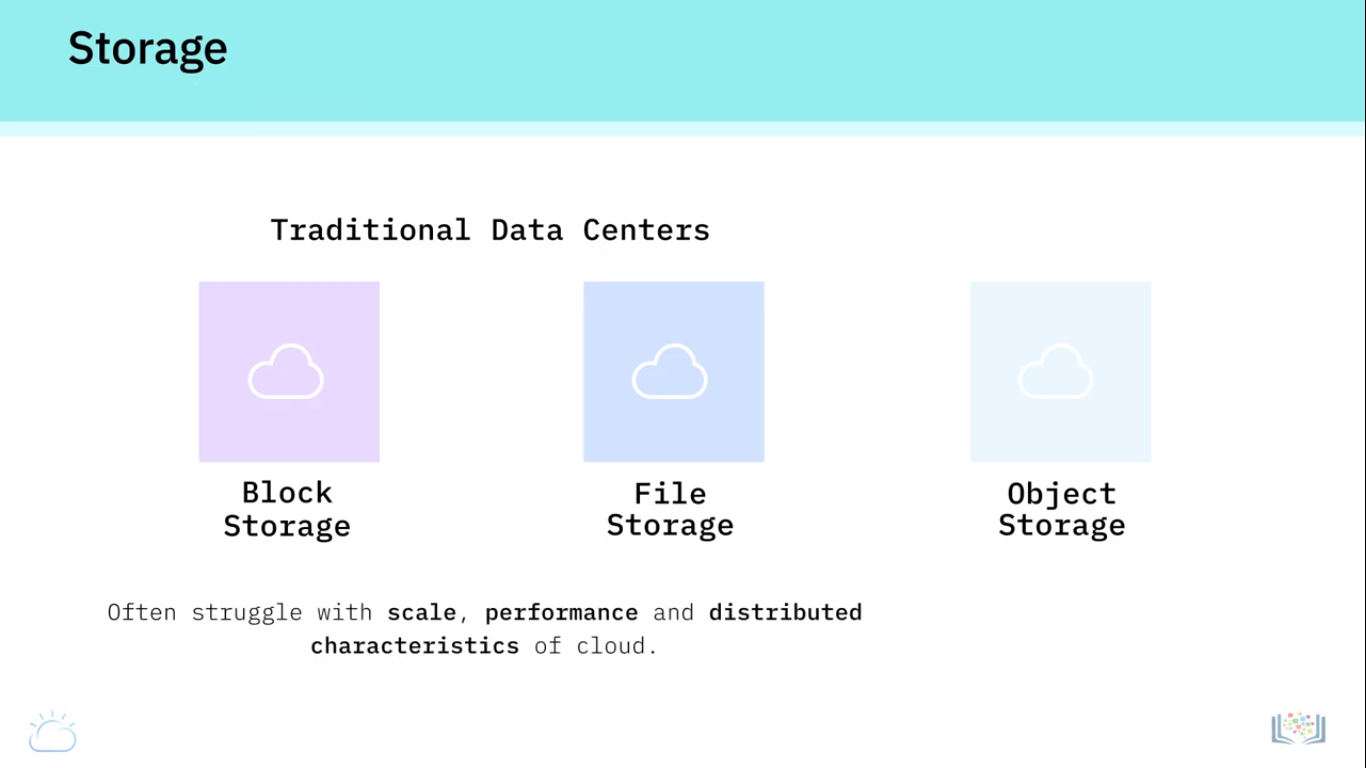 Storage
Traditional Data Centers
Block
Storage
File
Storage
Object
Storage
Often struggle with scale, performance and distributed
characteristics of cloud.